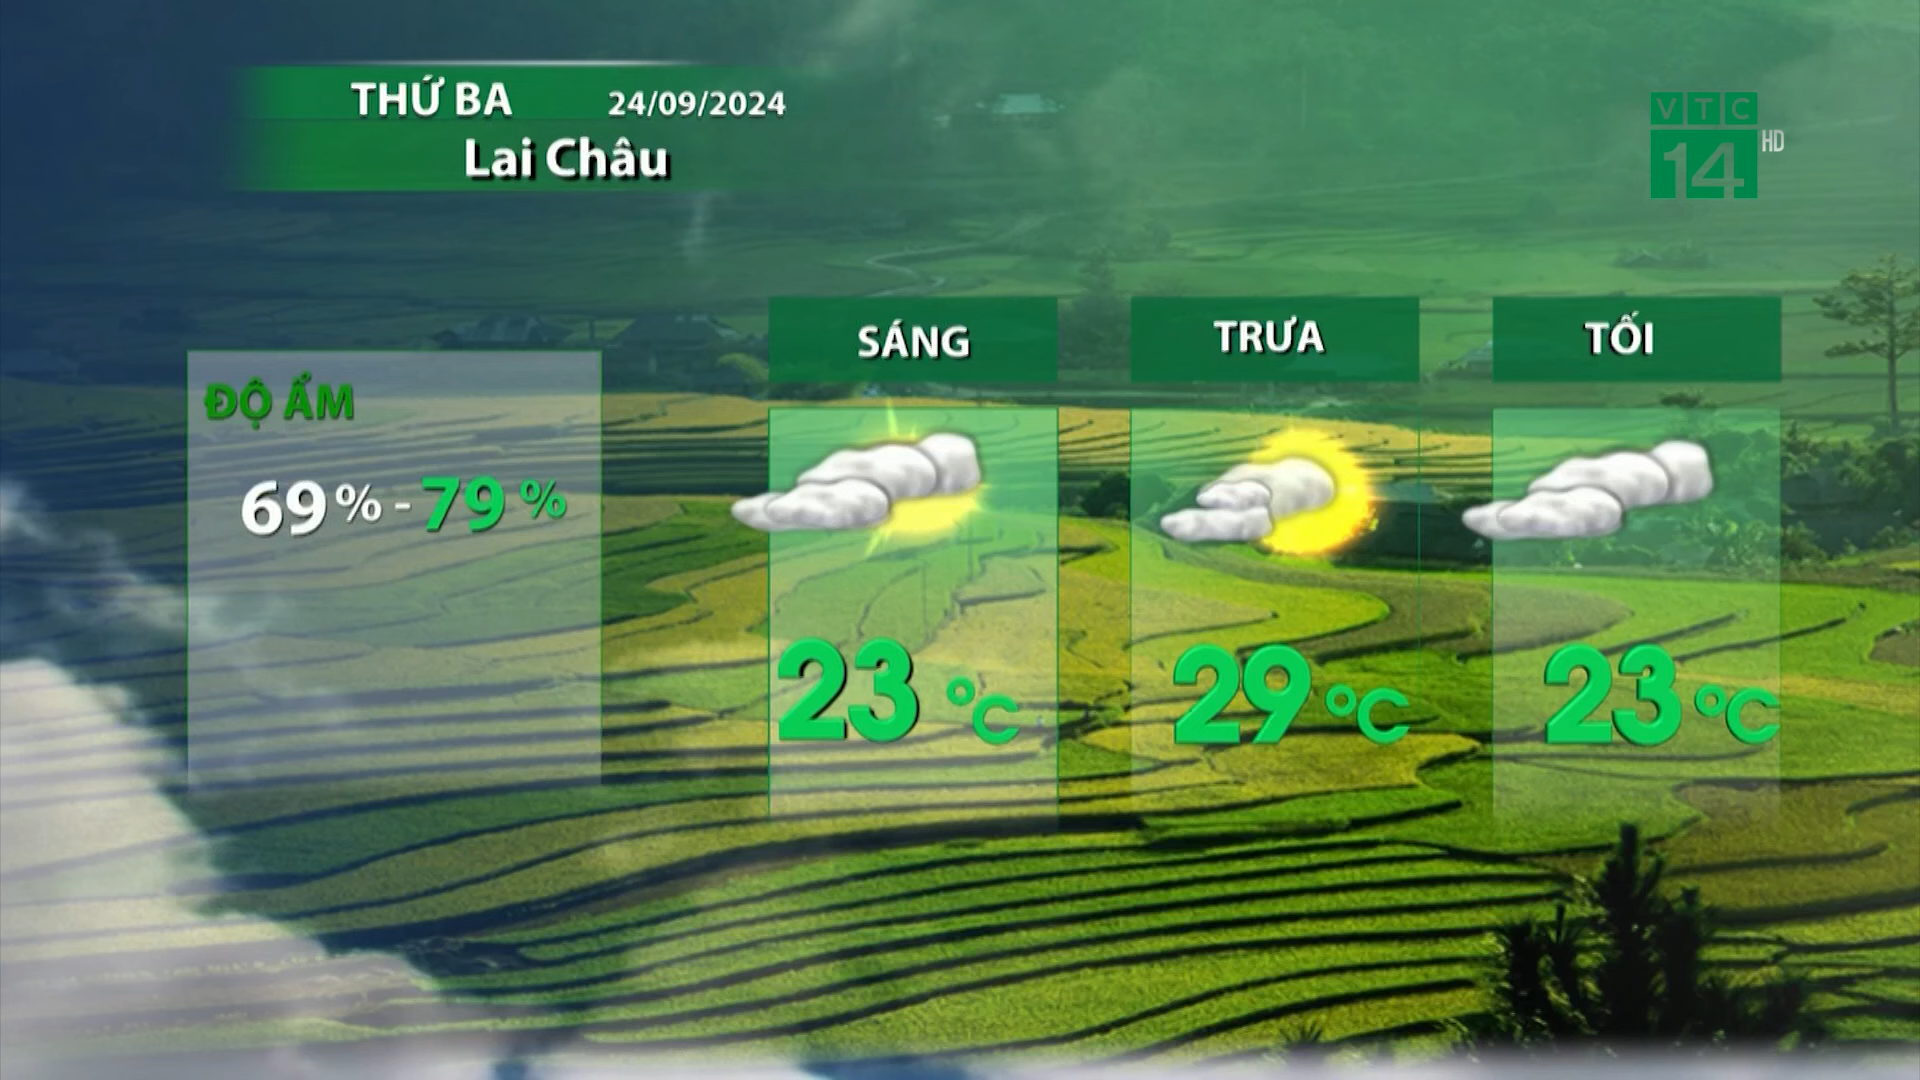 THỨ BA 24/09/2024
Lai Châu
VTC
14 HD
SÁNG TRƯA TỐI
ĐỘ ẨM
69% - 79%
23 °C 29 °C 23 °C